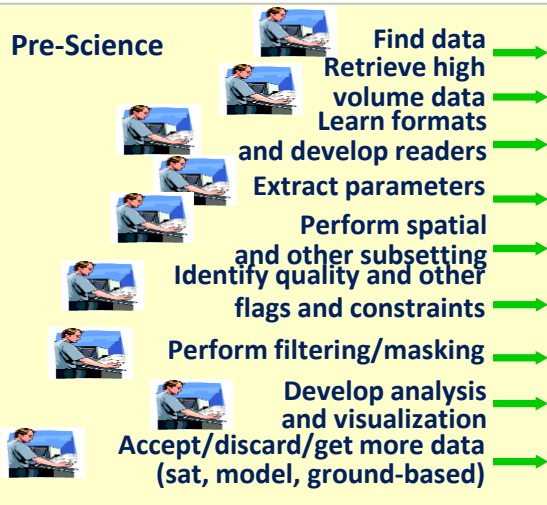 Pre-Science
Find data
Retrieve high
volume data
Learn formats
and develop readers
Extract parameters
Perform spatial
and other subsetting
Identify quality and other
flags and constraints
Perform filtering/masking
Develop analysis
and visualization
Accept/discard/get more data
(sat, model, ground-based)